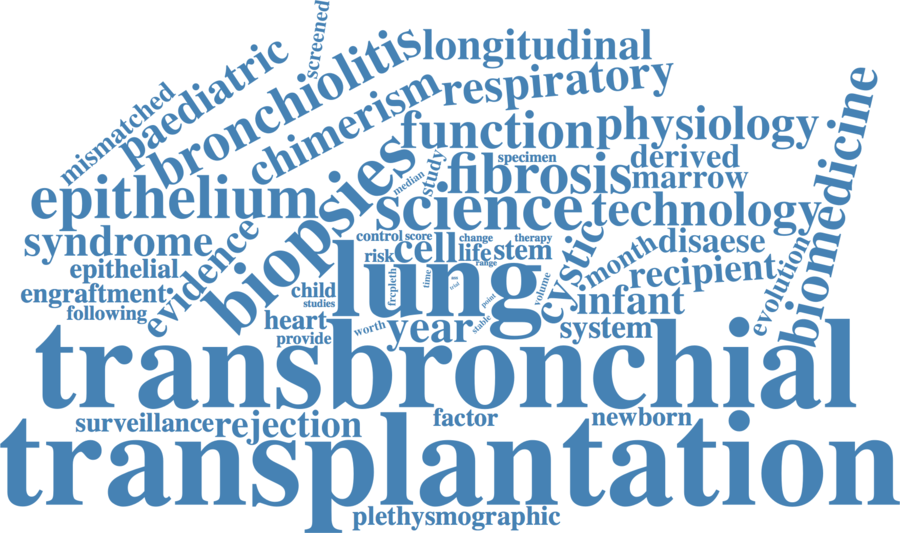 screened
longitudinal
bronchiolitis
paediatric
respiratory
mismatched
chimerism
function
physiology
biomedicine
biopsies
study
specimen
derived
median
fibrosis
marrow
epithelium
science
technology
syndrome
evidence
control
score
change
therapy
cell
life
stem
cystic
month
disaese
risk
range
epithelial
lung
frcpleth
time
trial
point
volume
recipient
evolution
engraftment
child
studies
infant
following
heart
worth
year
stable
system
provide
transbronchial
surveillance
rejection
factor
newborn
transplantation
plethysmographic